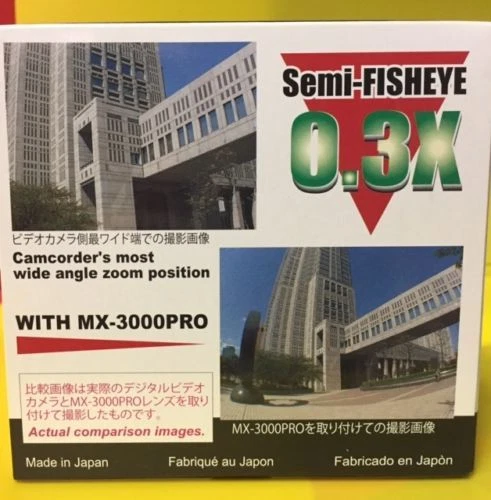 Semi-FISHEYE
0.3X
ビデオカメラ側最ワイド端での撮影画像
Camcorder's most
wide angle zoom position
WITH MX-3000PRO
比較画像は実際のデジタルビデオ
カメラとMX-3000PROレンズを取り
付けて撮影したものです。
Actual comparison images.
MX-3000PROを取り付けての撮影画像
Made in Japan
Fabriqué au Japon
Fabricado en Japòn